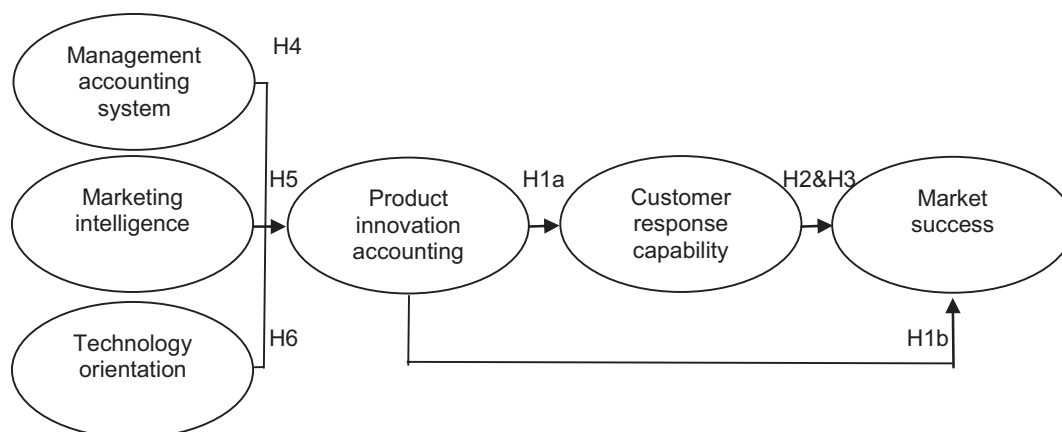 Management
accounting
system
H4
Marketing
intelligence
H5
Technology
orientation
H6
Product
innovation
accounting
H1a
Customer
response
capability
H2&H3
Market
success
H1b